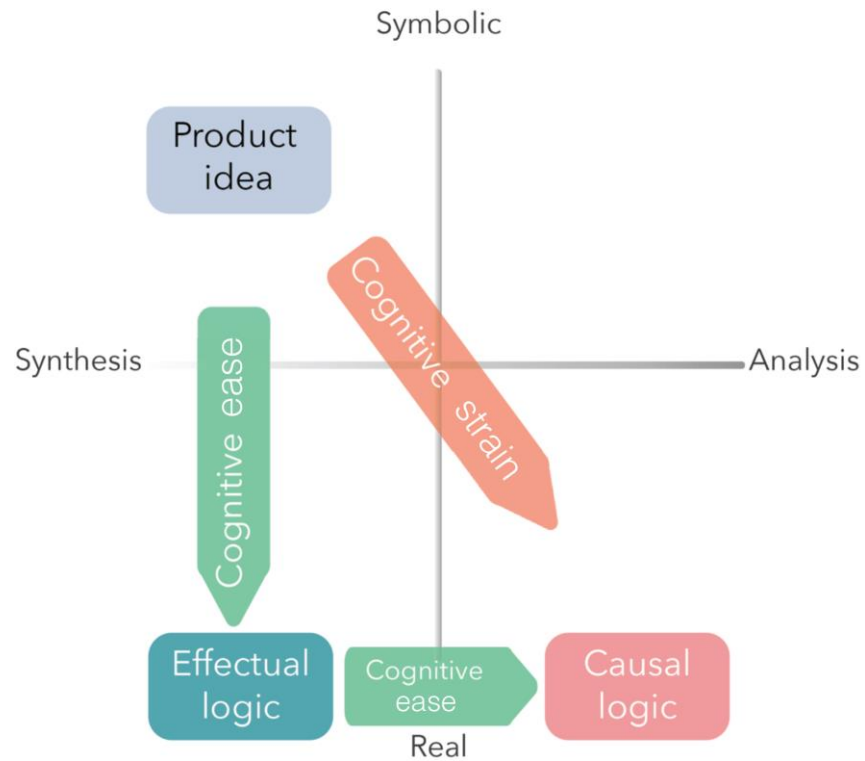 Symbolic
Product
idea
Cognitive strain
Synthesis
Analysis
Cognitive ease
Effectual
logic
Cognitive
ease
Causal
logic
Real